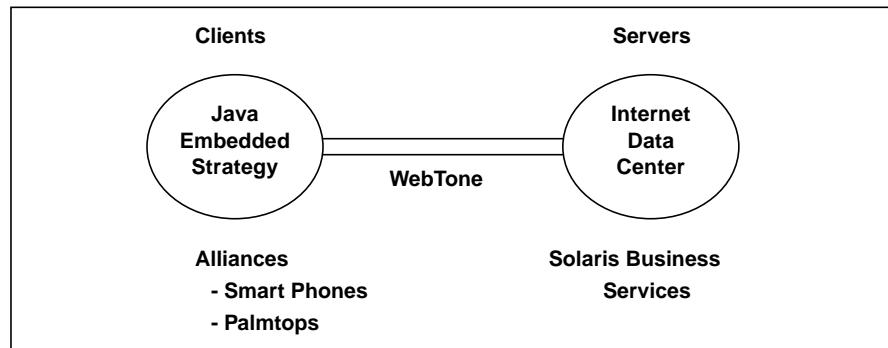 Clients
Servers
Java
Embedded
Strategy
Internet
Data
Center
WebTone
Alliances
- Smart Phones
- Palmtops
Solaris Business
Services